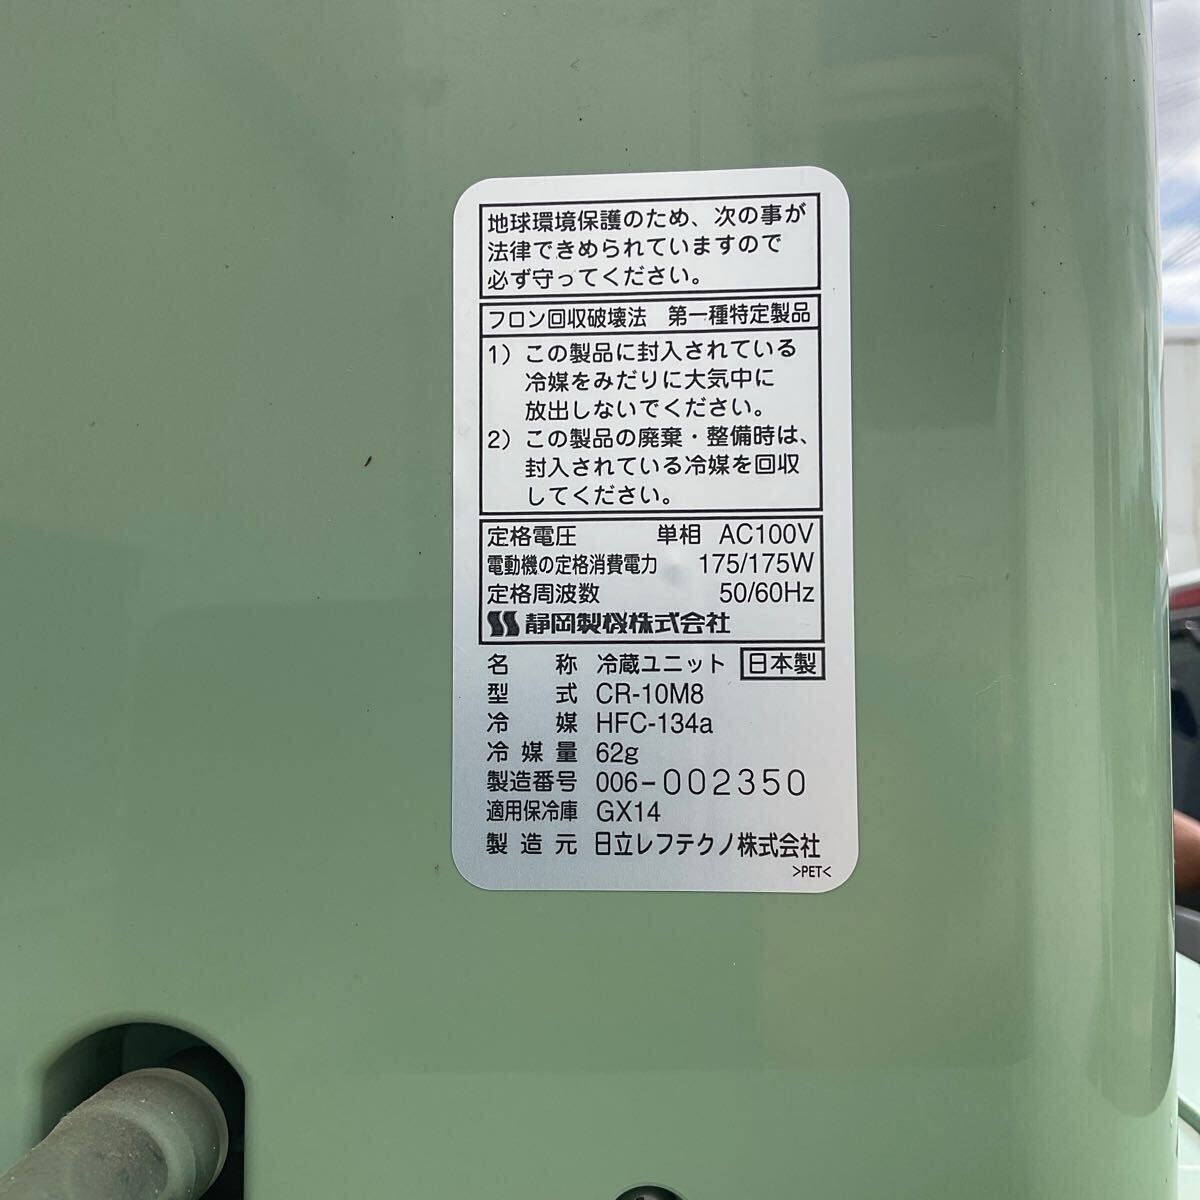 地球環境保護のため、次の事が
法律できめられていますので
必ず守ってください。
フロン回収破壊法 第一種特定製品
1）この製品に封入されている
冷媒をみだりに大気中に
放出しないでください。
2）この製品の廃棄・整備時は、
封入されている冷媒を回収
してください。
定格電圧 単相 AC100V
電動機の定格消費電力 175/175W
定格周波数 50/60Hz
静岡製機株式会社
名称 冷蔵ユニット 日本製
型式 CR-10M8
冷媒 HFC-134a
冷媒量 62g
製造番号 006-002350
適用保冷庫 GX14
製造元 日立レフテクノ株式会社
>PET<